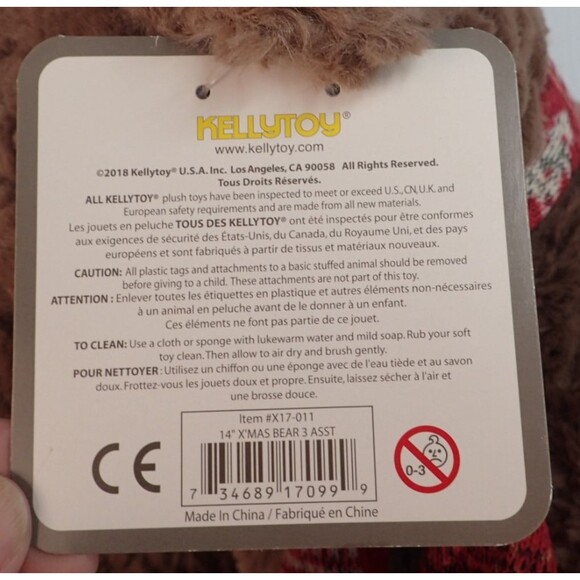 KELLYTOY®
www.kellytoy.com
©2018 Kellytoy® U.S.A. Inc. Los Angeles, CA 90058 All Rights Reserved.
Tous Droits Réservés.
ALL KELLYTOY® plush toys have been inspected to meet or exceed U.S., CN, U.K. and
European safety requirements and are made from all new materials.
Les jouets en peluche TOUS DES KELLYTOY® ont été inspectés pour être conformes
aux exigences de sécurité des États-Unis, du Canada, du Royaume Uni, et des pays
européens et sont fabriqués à partir de tissus et matériaux nouveaux.
CAUTION: All plastic tags and attachments to a basic stuffed animal should be removed
before giving to a child. These attachments are not part of this toy.
ATTENTION : Enlever toutes les étiquettes en plastique et autres éléments non-nécessaires
à un animal en peluche avant de le donner à un enfant.
Ces éléments ne font pas partie de ce jouet.
TO CLEAN: Use a cloth or sponge with lukewarm water and mild soap. Rub your soft
toy clean. Then allow to air dry and brush gently.
POUR NETTOYER : Utilisez un chiffon ou une éponge avec de l'eau tiède et au savon
doux. Frottez-vous les jouets doux et propre. Ensuite, laissez sécher à l'air et
une brosse douce.
Item #X17-011
14" X'MAS BEAR 3 ASST
CE
0-3
7 34689 17099 9
Made In China / Fabriqué en Chine